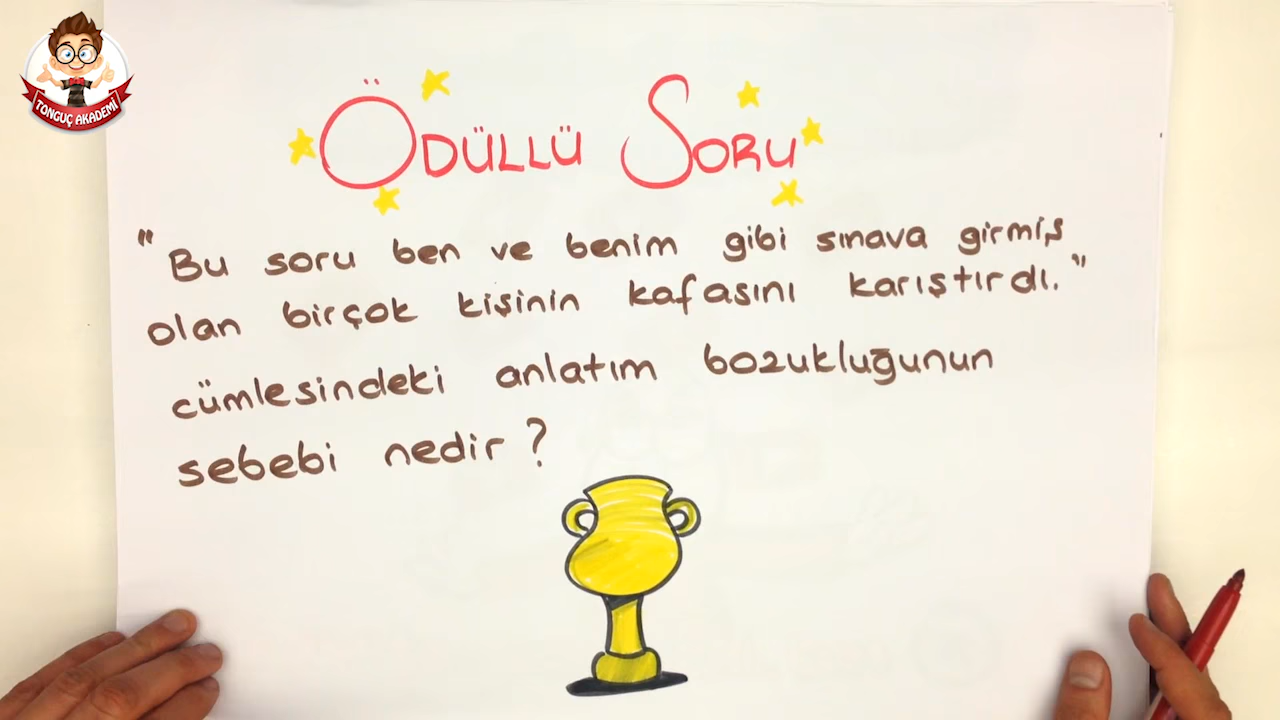 TONGUÇ AKADEMİ
ÖDÜLLÜ SORU
"Bu soru ben ve benim gibi sınava girmiş
olan birçok kişinin kafasını karıştırdı."
cümlesindeki anlatım bozukluğunun
sebebi nedir?